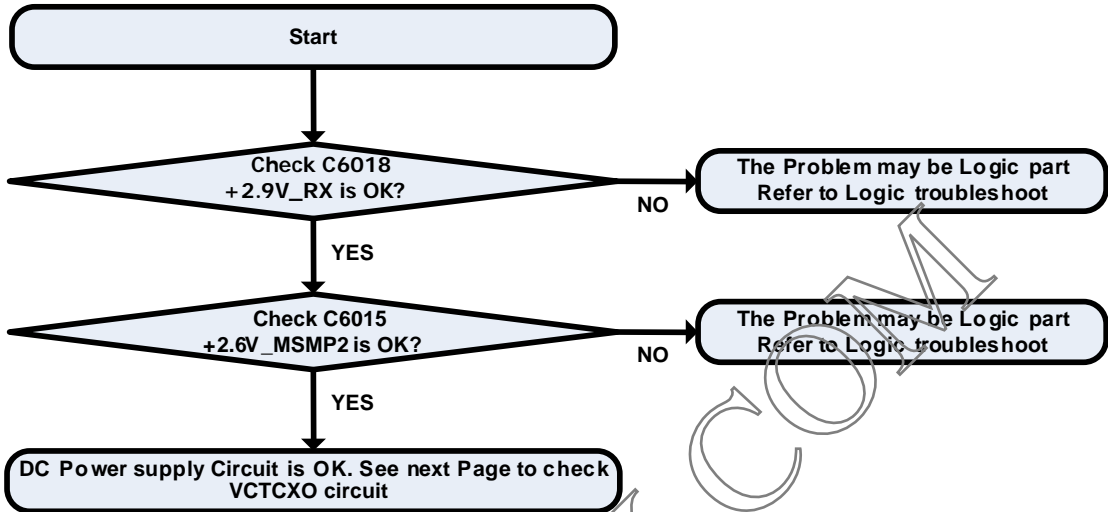 Start
Check C6018
+2.9V_RX is OK?
NO
The Problem may be Logic part
Refer to Logic troubleshoot
YES
Check C6015
+2.6V_MSMP2 is OK?
NO
The Problem may be Logic part
Refer to Logic troubleshoot
YES
DC Power supply Circuit is OK. See next Page to check
VCTCXO circuit
COM